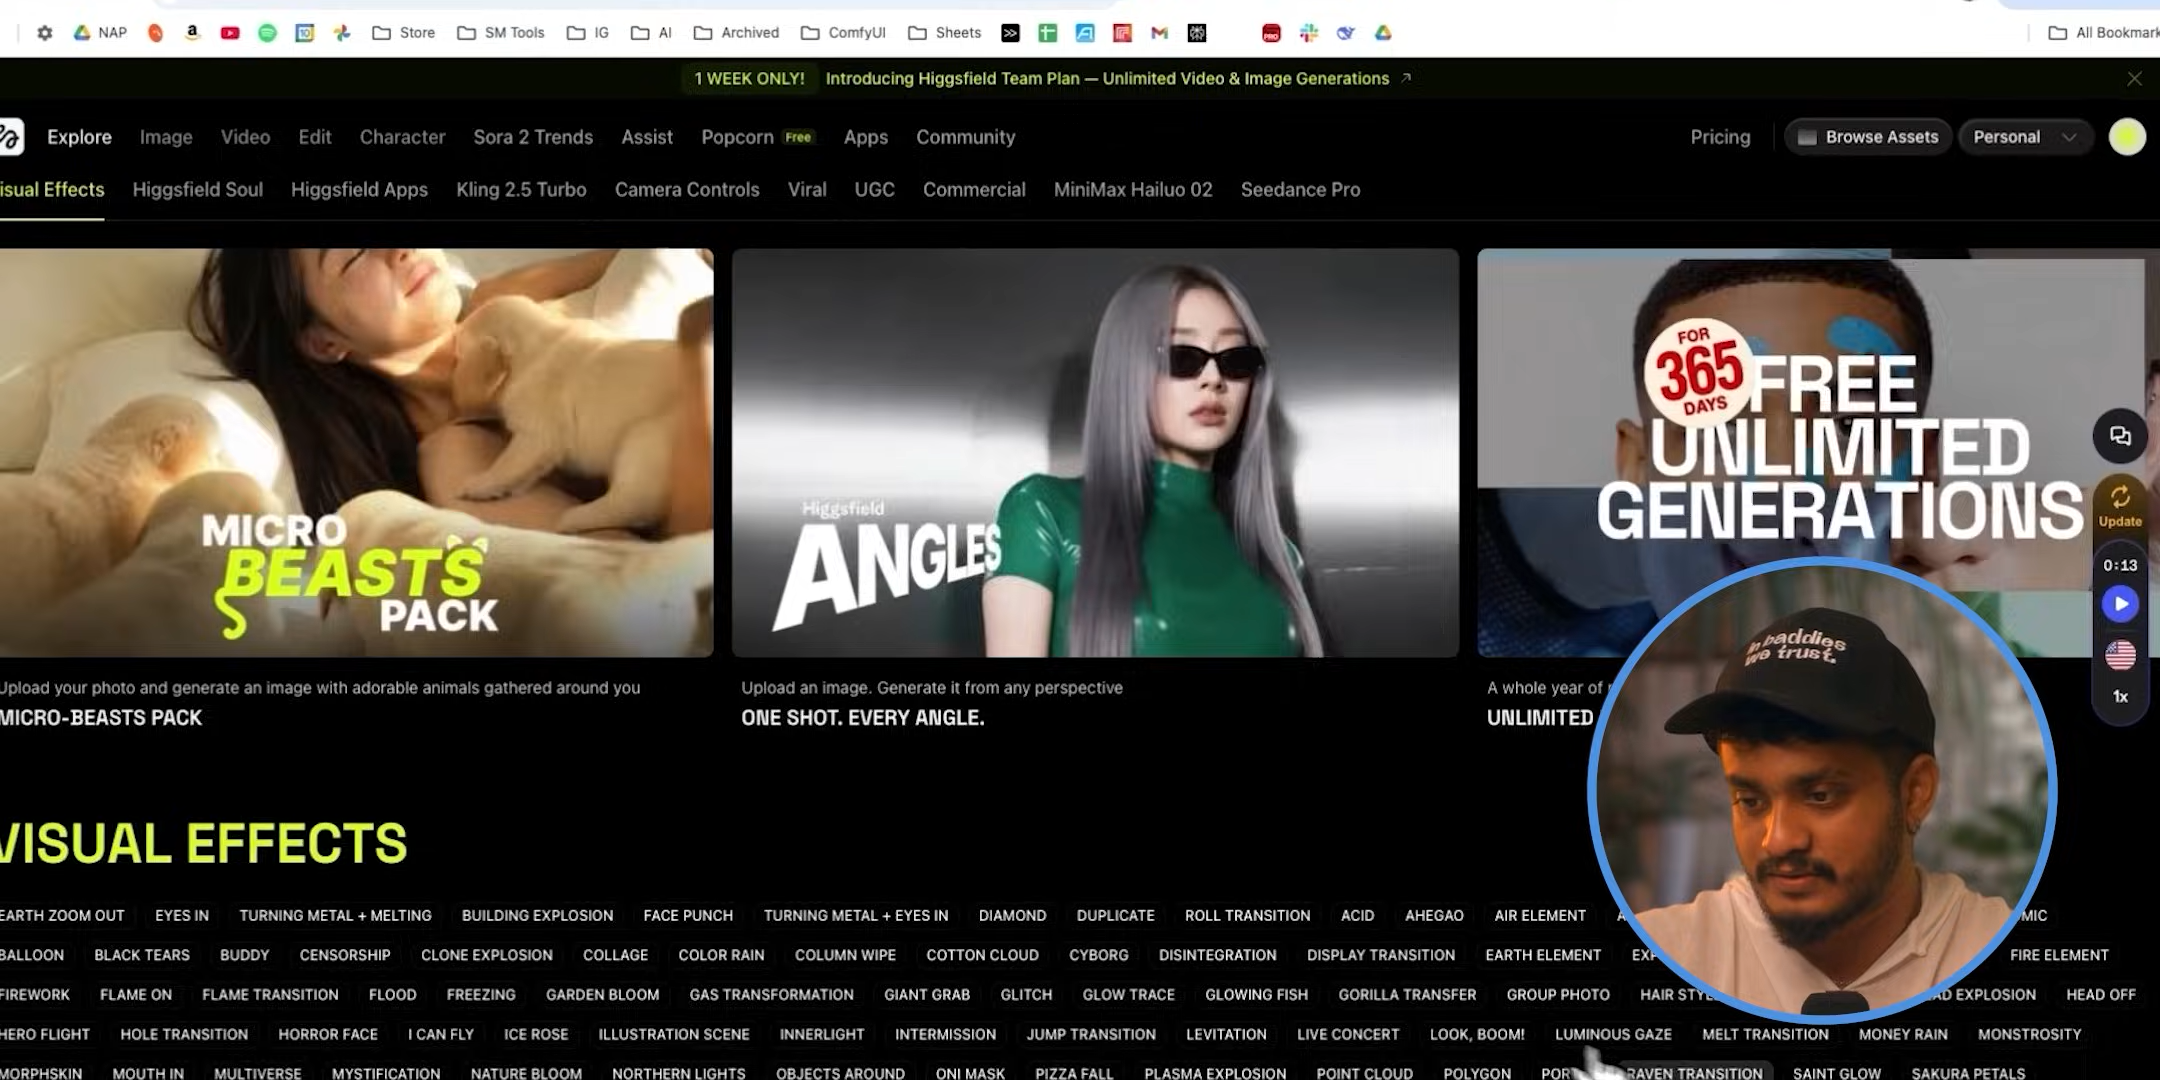 NAP
Store
SM Tools
IG
AI
Archived
ComfyUI
Sheets
All Bookmark
1 WEEK ONLY! Introducing Higgsfield Team Plan — Unlimited Video & Image Generations ↗
Explore Image Video Edit Character Sora 2 Trends Assist Popcorn Free Apps Community
Pricing Browse Assets Personal
isual Effects Higgsfield Soul Higgsfield Apps Kling 2.5 Turbo Camera Controls Viral UGC Commercial MiniMax Hailuo 02 Seedance Pro
MICRO
BEASTS
PACK
Upload your photo and generate an image with adorable animals gathered around you
MICRO-BEASTS PACK
Higgsfield
ANGLES
Upload an image. Generate it from any perspective
ONE SHOT. EVERY ANGLE.
FOR
365
DAYS
FREE
UNLIMITED
GENERATIONS
A whole year of
UNLIMITED
Update
0:13
1x
in baddies
we trust.
VISUAL EFFECTS
EARTH ZOOM OUT EYES IN TURNING METAL + MELTING BUILDING EXPLOSION FACE PUNCH TURNING METAL + EYES IN DIAMOND DUPLICATE ROLL TRANSITION ACID AHEGAO AIR ELEMENT A MIC
BALLOON BLACK TEARS BUDDY CENSORSHIP CLONE EXPLOSION COLLAGE COLOR RAIN COLUMN WIPE COTTON CLOUD CYBORG DISINTEGRATION DISPLAY TRANSITION EARTH ELEMENT EXP FIRE ELEMENT
FIREWORK FLAME ON FLAME TRANSITION FLOOD FREEZING GARDEN BLOOM GAS TRANSFORMATION GIANT GRAB GLITCH GLOW TRACE GLOWING FISH GORILLA TRANSFER GROUP PHOTO HAIR STYL AD EXPLOSION HEAD OFF
HERO FLIGHT HOLE TRANSITION HORROR FACE I CAN FLY ICE ROSE ILLUSTRATION SCENE INNERLIGHT INTERMISSION JUMP TRANSITION LEVITATION LIVE CONCERT LOOK, BOOM! LUMINOUS GAZE MELT TRANSITION MONEY RAIN MONSTROSITY
MORPHSKIN MOUTH IN MULTIVERSE MYSTIFICATION NATURE BLOOM NORTHERN LIGHTS OBJECTS AROUND ONI MASK PIZZA FALL PLASMA EXPLOSION POINT CLOUD POLYGON POR RAVEN TRANSITION SAINT GLOW SAKURA PETALS